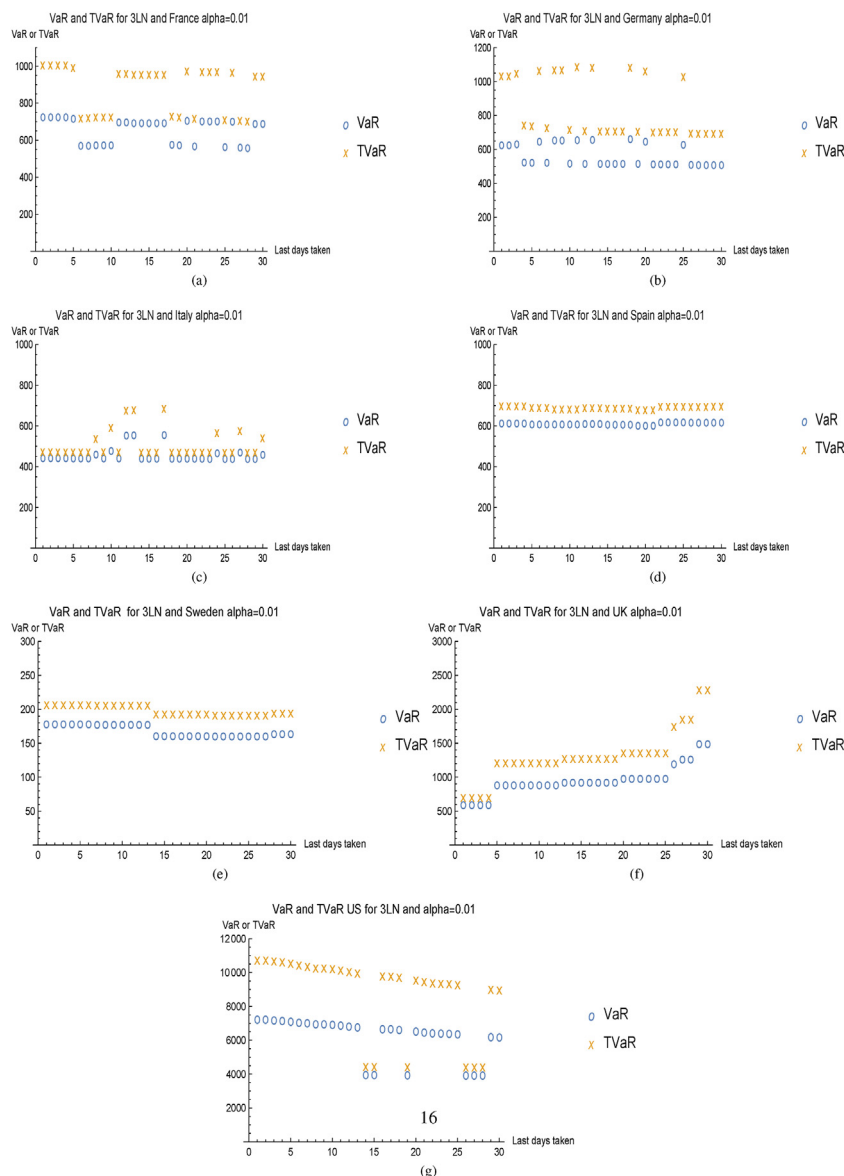 VaR and TVaR for 3LN and France alpha=0.01
VaR or TVaR
1000
800
600
400
200
0 5 10 15 20 25 30
Last days taken
VaR
TVaR
(a)
VaR and TVaR for 3LN and Germany alpha=0.01
VaR or TVaR
1200
1000
800
600
400
200
0 5 10 15 20 25 30
Last days taken
VaR
TVaR
(b)
VaR and TVaR for 3LN and Italy alpha=0.01
VaR or TVaR
1000
800
600
400
200
0 5 10 15 20 25 30
Last days taken
VaR
TVaR
(c)
VaR and TVaR for 3LN and Spain alpha=0.01
VaR or TVaR
1000
800
600
400
200
0 5 10 15 20 25 30
Last days taken
VaR
TVaR
(d)
VaR and TVaR for 3LN and Sweden alpha=0.01
VaR or TVaR
300
250
200
150
100
50
0 5 10 15 20 25 30
Last days taken
VaR
TVaR
(e)
VaR and TVaR for 3LN and UK alpha=0.01
VaR or TVaR
3000
2500
2000
1500
1000
500
0 5 10 15 20 25 30
Last days taken
VaR
TVaR
(f)
VaR and TVaR US for 3LN and alpha=0.01
VaR or TVaR
12000
10000
8000
6000
4000
2000
0 5 10 15 20 25 30
Last days taken
VaR
TVaR
16
(g)